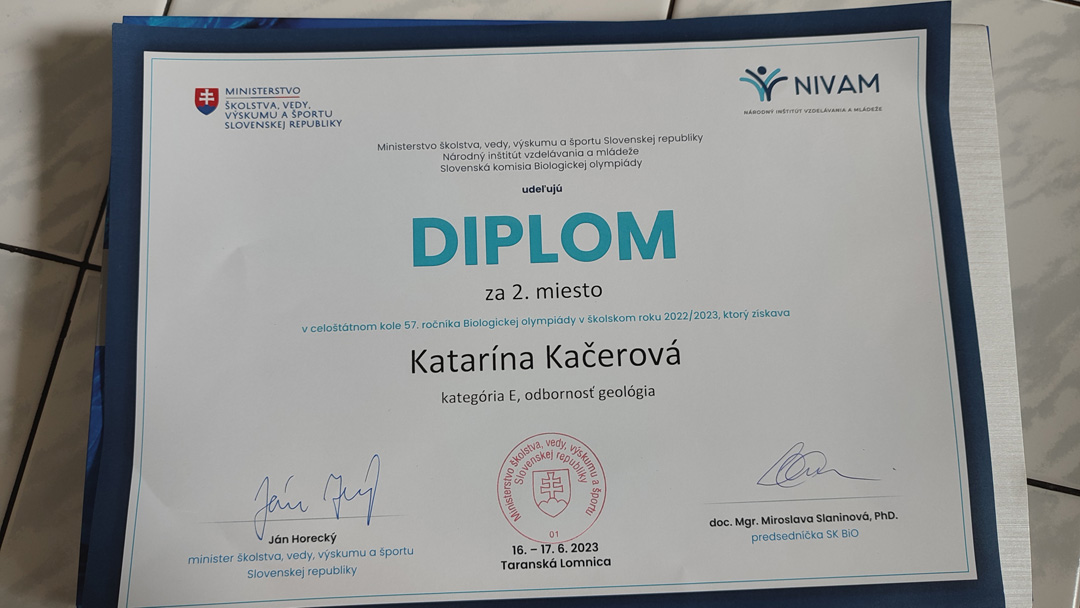 MINISTERSTVO
ŠKOLSTVA, VEDY,
VÝSKUMU A ŠPORTU
SLOVENSKEJ REPUBLIKY
NIVAM
NÁRODNÝ INŠTITÚT VZDELÁVANIA A MLÁDEŽE
Ministerstvo školstva, vedy, výskumu a športu Slovenskej republiky
Národný inštitút vzdelávania a mládeže
Slovenská komisia Biologickej olympiády
udeľujú
DIPLOM
za 2. miesto
v celoštátnom kole 57. ročníka Biologickej olympiády v školskom roku 2022/2023, ktorý získava
Katarína Kačerová
kategória E, odbornosť geológia
Ministerstvo školstva, vedy, výskumu a športu
Slovenskej republiky
01
Ján Horecký
minister školstva, vedy, výskumu a športu
Slovenskej republiky
16. – 17. 6. 2023
Taranská Lomnica
doc. Mgr. Miroslava Slaninová, PhD.
predsedníčka SK BiO